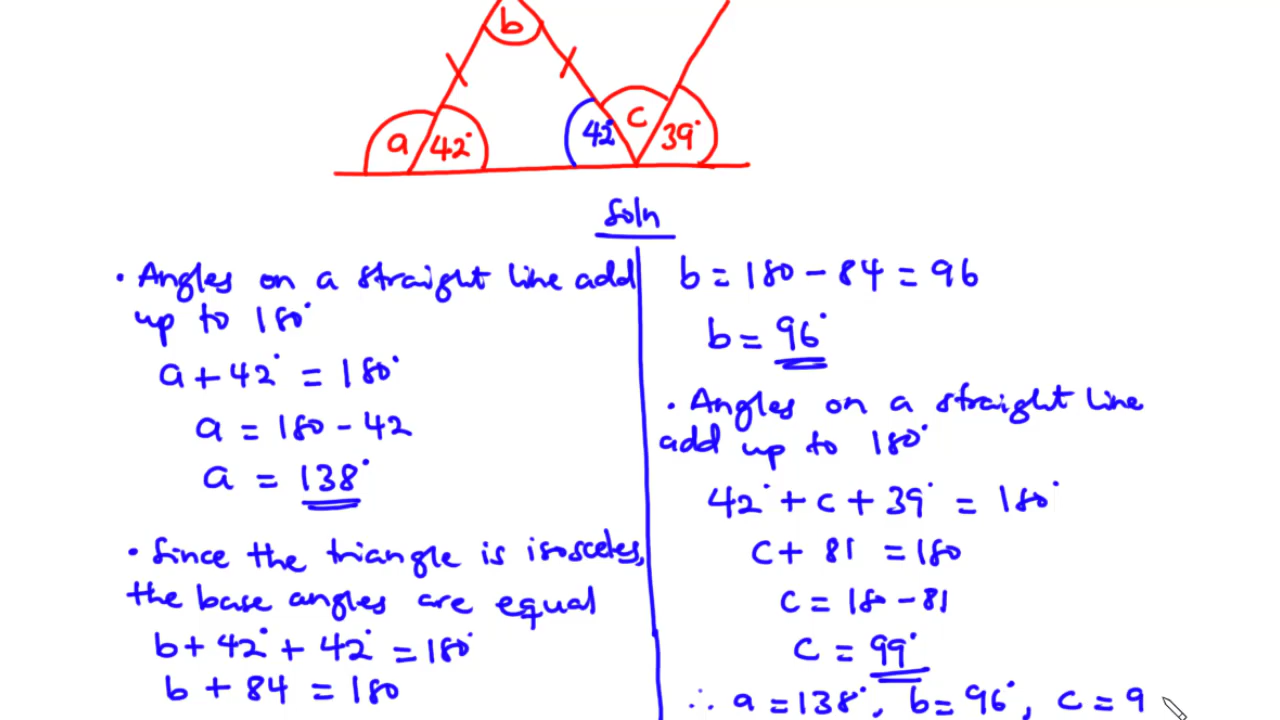 b
a 42° 42° c 39°
Soln
· Angles on a straight line add
up to 180°
a + 42° = 180°
a = 180 - 42
a = 138°
· Since the triangle is isosceles,
the base angles are equal
b + 42° + 42° = 180°
b + 84 = 180
b = 180 - 84 = 96
b = 96°
· Angles on a straight line
add up to 180°
42° + c + 39° = 180°
c + 81 = 180
c = 180 - 81
c = 99°
∴ a = 138°, b = 96°, c = 9